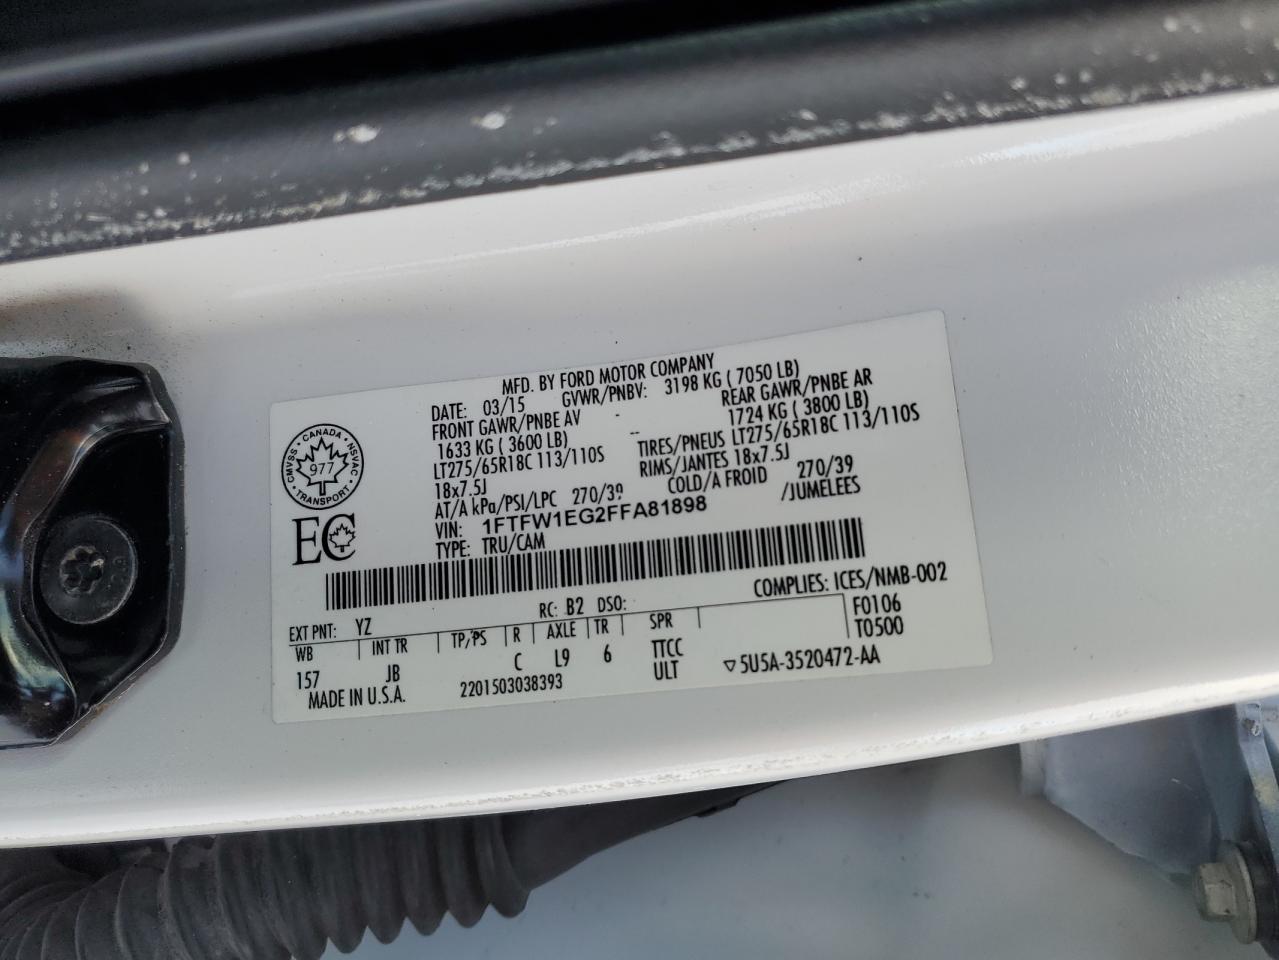 MFD. BY FORD MOTOR COMPANY
DATE: 03/15 GVWR/PNBV: 3198 KG ( 7050 LB)
FRONT GAWR/PNBE AV - REAR GAWR/PNBE AR
1633 KG ( 3600 LB) -- 1724 KG ( 3800 LB)
LT275/65R18C 113/110S TIRES/PNEUS LT275/65R18C 113/110S
18x7.5J RIMS/JANTES 18x7.5J
AT/A kPa/PSI/LPC 270/39 COLD/A FROID 270/39
VIN: 1FTFW1EG2FFA81898 /JUMELEES
TYPE: TRU/CAM
CANADA
CMVSS NSVAC
977
TRANSPORT
EC
COMPLIES: ICES/NMB-002
RC: B2 DSO:
EXT PNT: YZ F0106
WB INT TR TP/PS R AXLE TR SPR T0500
157 JB C L9 6 TTCC
ULT ▽5U5A-3520472-AA
MADE IN U.S.A. 2201503038393